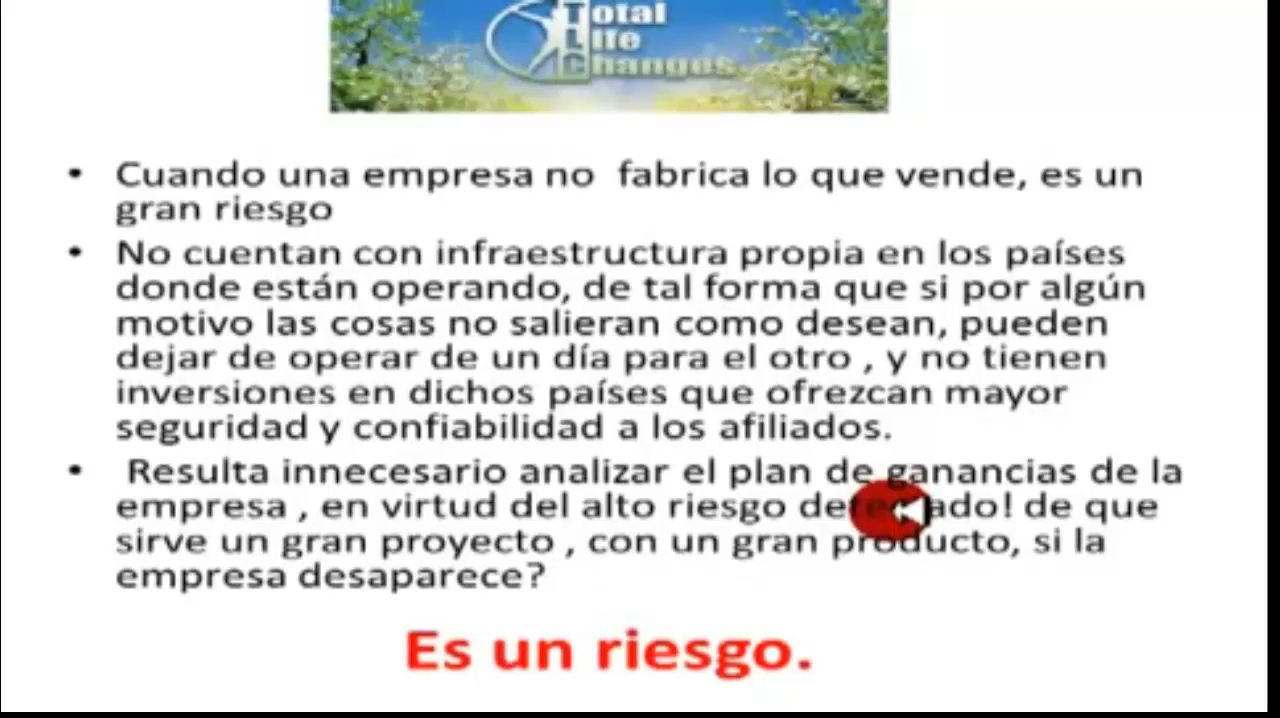 Total
Life
Changes
• Cuando una empresa no fabrica lo que vende, es un
gran riesgo
• No cuentan con infraestructura propia en los países
donde están operando, de tal forma que si por algún
motivo las cosas no salieran como desean, pueden
dejar de operar de un día para el otro , y no tienen
inversiones en dichos países que ofrezcan mayor
seguridad y confiabilidad a los afiliados.
• Resulta innecesario analizar el plan de ganancias de la
empresa , en virtud del alto riesgo detectado! de que
sirve un gran proyecto , con un gran producto, si la
empresa desaparece?
Es un riesgo.